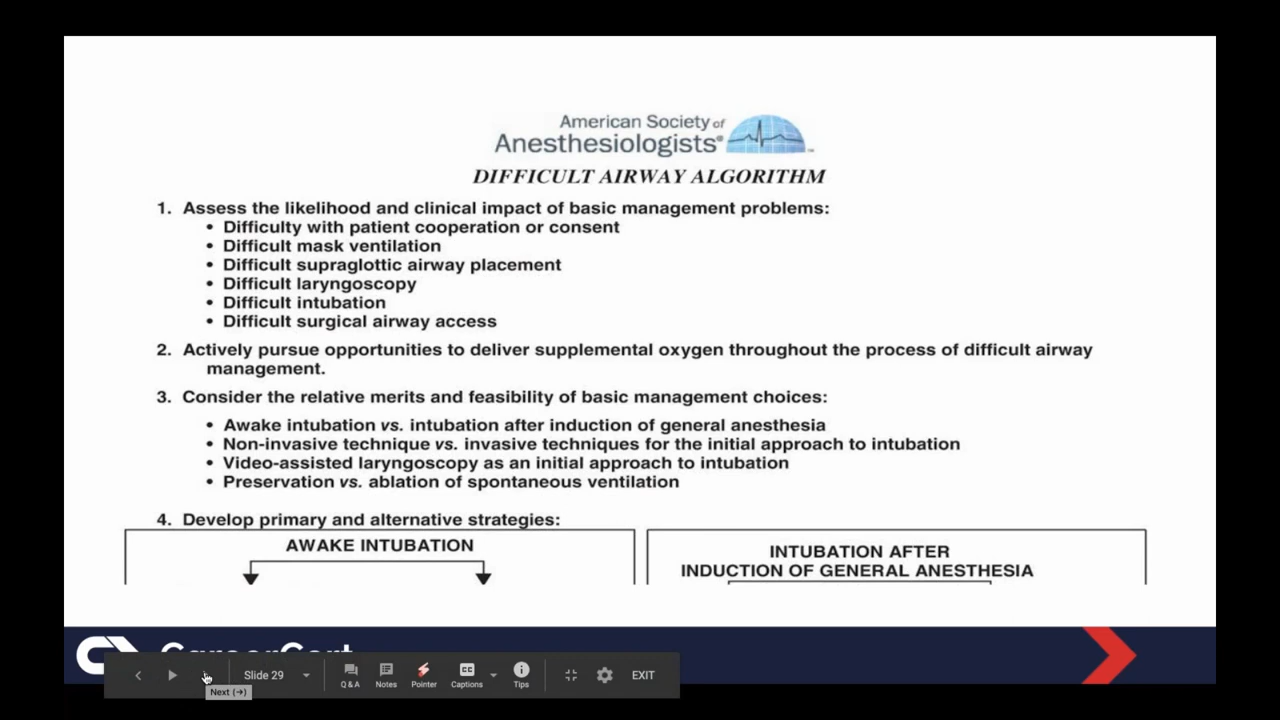 American Society of
Anesthesiologists®
DIFFICULT AIRWAY ALGORITHM
1. Assess the likelihood and clinical impact of basic management problems:
• Difficulty with patient cooperation or consent
• Difficult mask ventilation
• Difficult supraglottic airway placement
• Difficult laryngoscopy
• Difficult intubation
• Difficult surgical airway access
2. Actively pursue opportunities to deliver supplemental oxygen throughout the process of difficult airway
management.
3. Consider the relative merits and feasibility of basic management choices:
• Awake intubation vs. intubation after induction of general anesthesia
• Non-invasive technique vs. invasive techniques for the initial approach to intubation
• Video-assisted laryngoscopy as an initial approach to intubation
• Preservation vs. ablation of spontaneous ventilation
4. Develop primary and alternative strategies:
AWAKE INTUBATION
INTUBATION AFTER
INDUCTION OF GENERAL ANESTHESIA
CareerCert
Slide 29
Q & A
Notes
Pointer
CC
Captions
Tips
EXIT
Next (→)